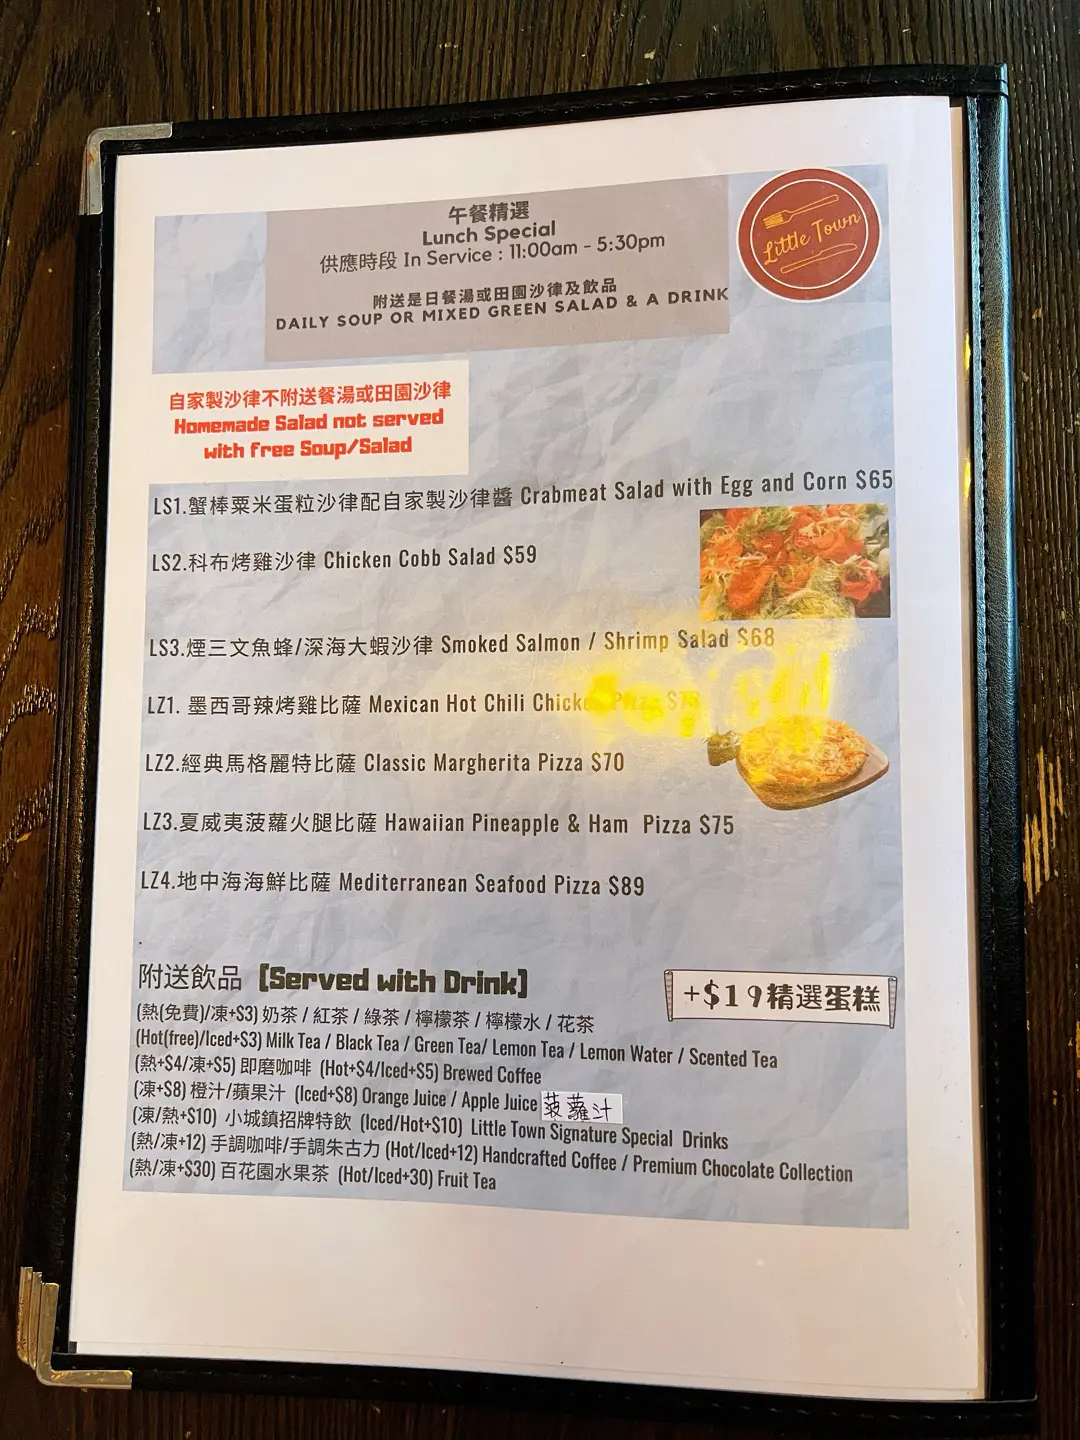 午餐精選
Lunch Special
供應時段 In Service : 11:00am - 5:30pm
附送是日餐湯或田園沙律及飲品
DAILY SOUP OR MIXED GREEN SALAD & A DRINK
Little Town
自家製沙律不附送餐湯或田園沙律
Homemade Salad not served
with free Soup/Salad
LS1.蟹棒粟米蛋粒沙律配自家製沙律醬 Crabmeat Salad with Egg and Corn $65
LS2.科布烤雞沙律 Chicken Cobb Salad $59
LS3.煙三文魚蜂/深海大蝦沙律 Smoked Salmon / Shrimp Salad $68
LZ1. 墨西哥辣烤雞比薩 Mexican Hot Chili Chicken Pizza
LZ2.經典馬格麗特比薩 Classic Margherita Pizza $70
LZ3.夏威夷菠蘿火腿比薩 Hawaiian Pineapple & Ham Pizza $75
LZ4.地中海海鮮比薩 Mediterranean Seafood Pizza $89
附送飲品 [Served with Drink]
+$19精選蛋糕
(熱(免費)/凍+$3) 奶茶 / 紅茶 / 綠茶 / 檸檬茶 / 檸檬水 / 花茶
(Hot(free)/Iced+$3) Milk Tea / Black Tea / Green Tea/ Lemon Tea / Lemon Water / Scented Tea
(熱+$4/凍+$5) 即磨咖啡 (Hot+$4/Iced+$5) Brewed Coffee
(凍+$8) 橙汁/蘋果汁 (Iced+$8) Orange Juice / Apple Juice 菠蘿汁
(凍/熱+$10) 小城鎮招牌特飲 (Iced/Hot+$10) Little Town Signature Special Drinks
(熱/凍+12) 手調咖啡/手調朱古力 (Hot/Iced+12) Handcrafted Coffee / Premium Chocolate Collection
(熱/凍+$30) 百花園水果茶 (Hot/Iced+30) Fruit Tea